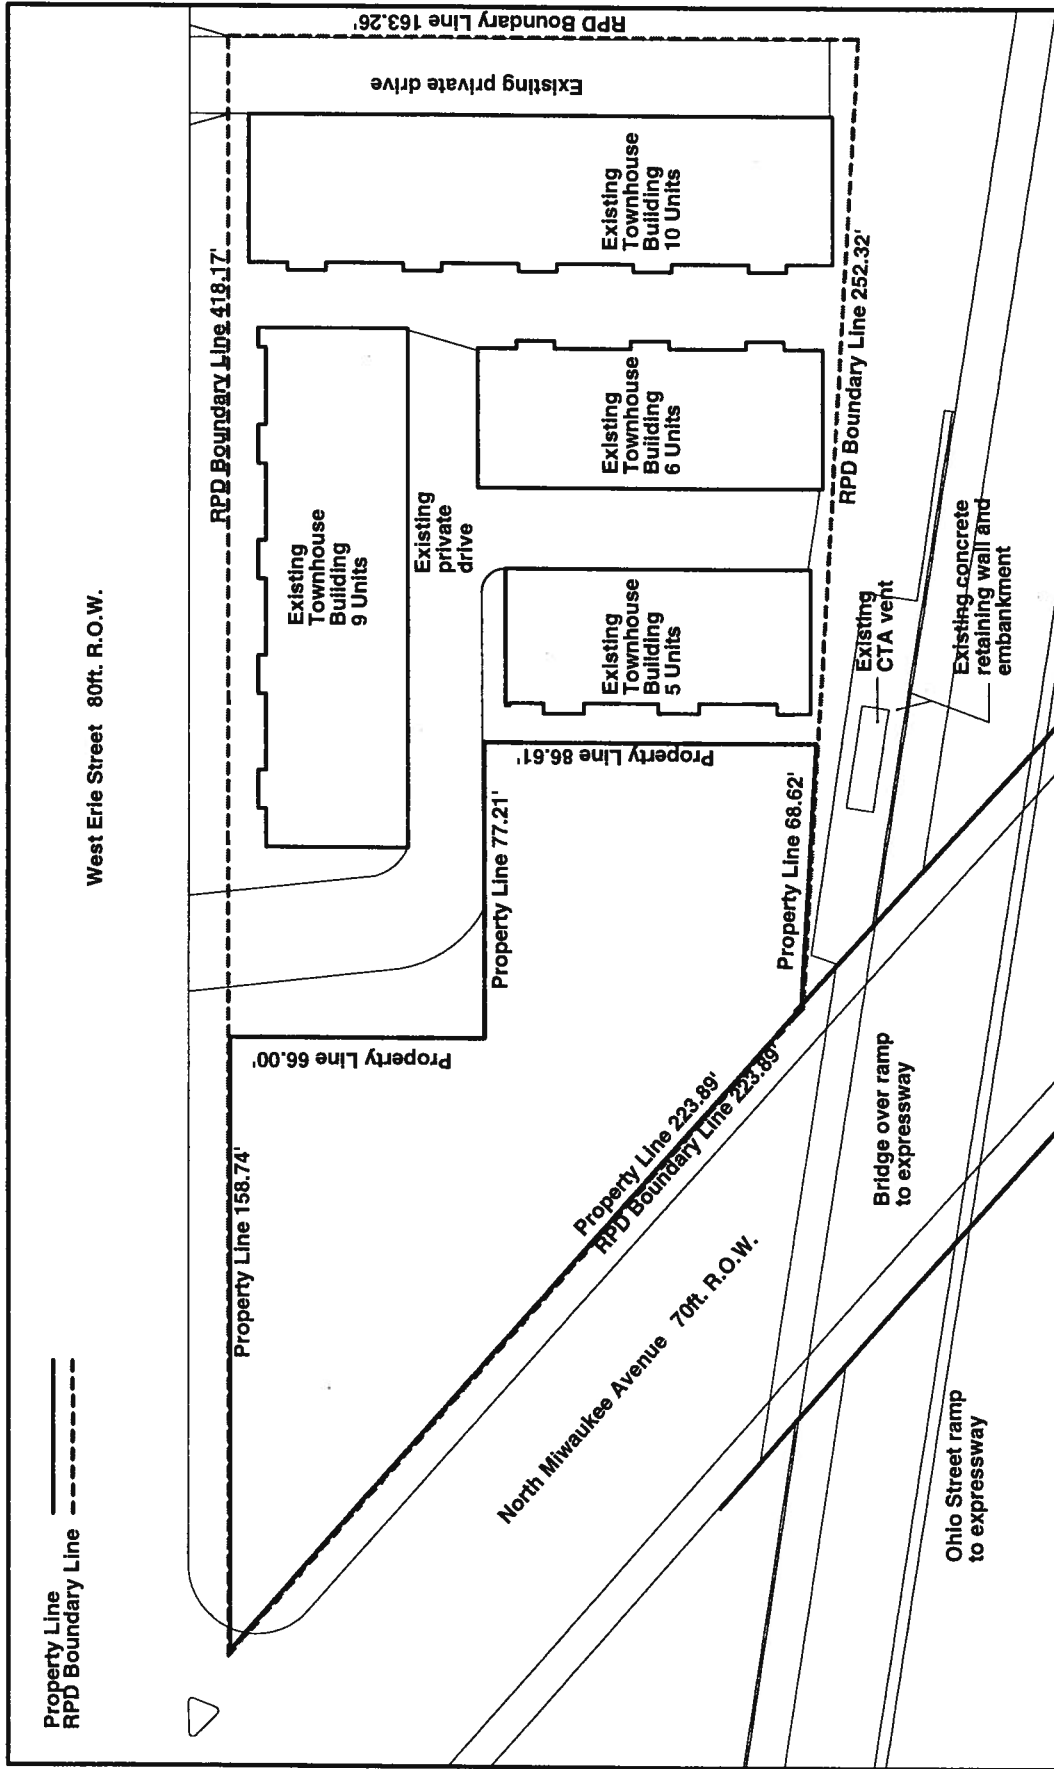 Property Line
RPD Boundary Line
West Erie Street 80ft. R.O.W.
RPD Boundary Line 418.17'
RPD Boundary Line 163.26'
Existing private drive
Existing
Townhouse
Building
9 Units
Existing
private
drive
Existing
Townhouse
Building
10 Units
Existing
Townhouse
Building
6 Units
Existing
Townhouse
Building
5 Units
RPD Boundary Line 252.32'
Property Line 158.74'
Property Line 66.00'
Property Line 77.21'
Property Line 86.61'
Property Line 68.62'
Property Line 223.89'
RPD Boundary Line 223.89'
North Miwaukee Avenue 70ft. R.O.W.
Existing
CTA vent
Existing concrete
retaining wall and
embankment
Bridge over ramp
to expressway
Ohio Street ramp
to expressway